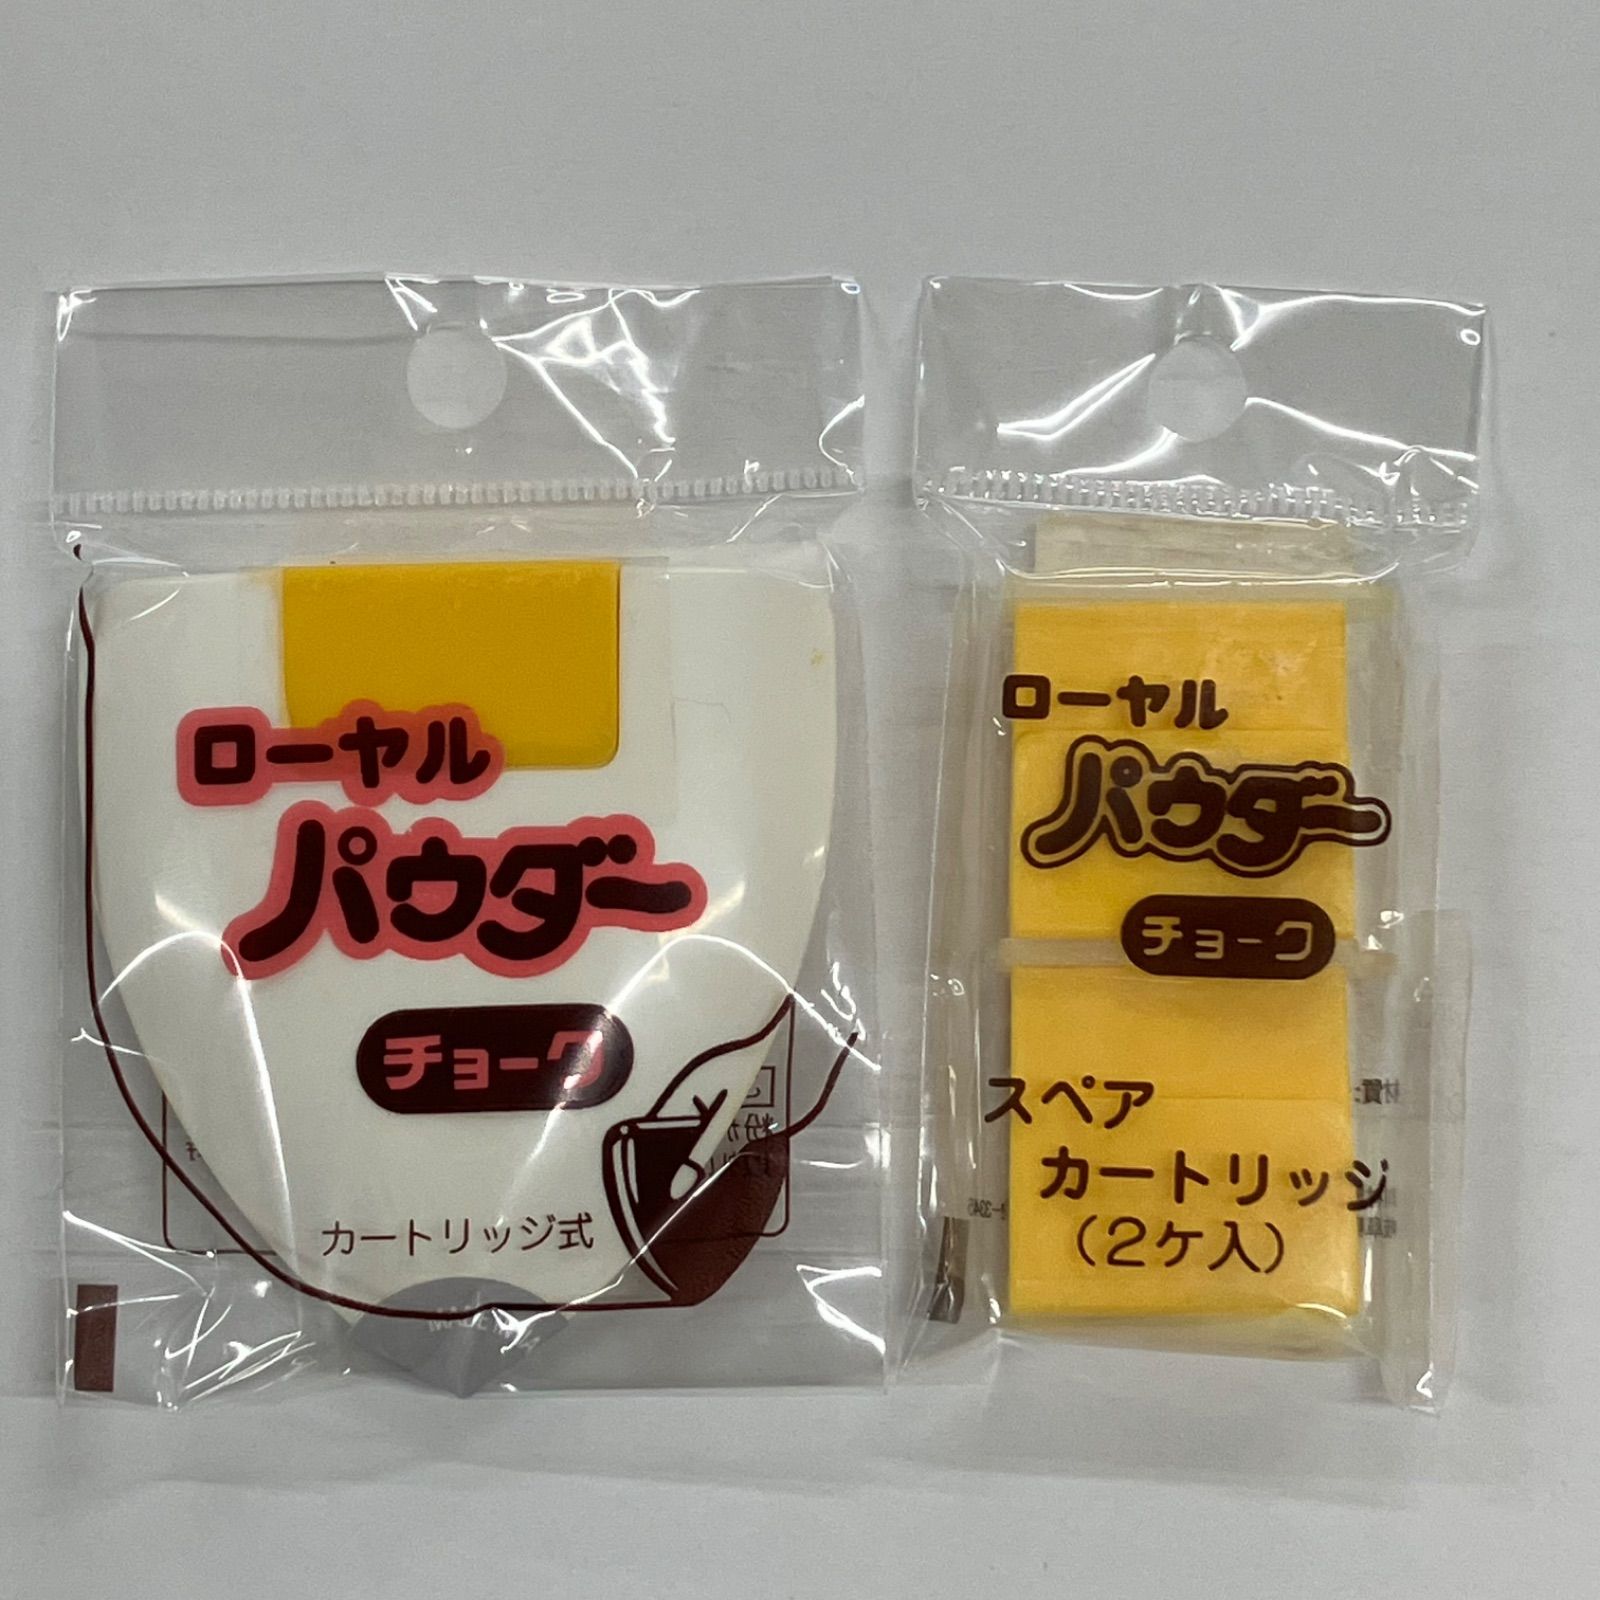 ローヤル
パウダー
チョーク
カートリッジ式
ローヤル
パウダー
チョーク
スペア
カートリッジ
(2ケ入)